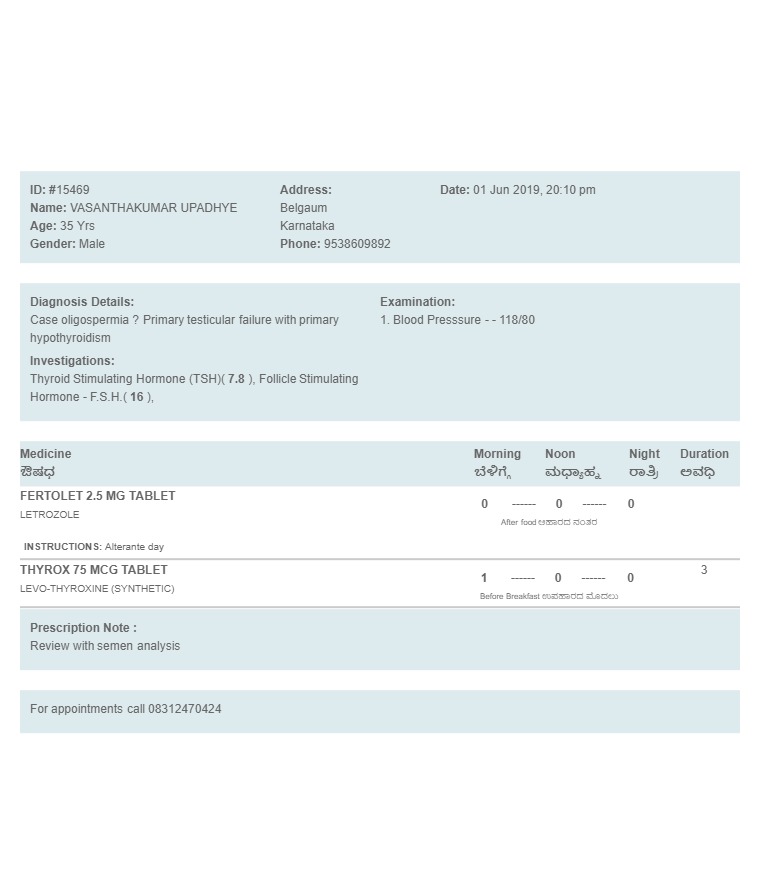 ID: #15469
Name: VASANTHAKUMAR UPADHYE
Age: 35 Yrs
Gender: Male
Address:
Belgaum
Karnataka
Phone: 9538609892
Date: 01 Jun 2019, 20:10 pm
Diagnosis Details:
Case oligospermia ? Primary testicular failure with primary
hypothyroidism
Investigations:
Thyroid Stimulating Hormone (TSH)( 7.8 ), Follicle Stimulating
Hormone - F.S.H.( 16 ),
Examination:
1. Blood Presssure - - 118/80
Medicine Morning Noon Night Duration
ಔಷಧ ಬೆಳಿಗ್ಗೆ ಮಧ್ಯಾಹ್ನ ರಾತ್ರಿ ಅವಧಿ
FERTOLET 2.5 MG TABLET
LETROZOLE
0 ------ 0 ------ 0
After food ಆಹಾರದ ನಂತರ
INSTRUCTIONS: Alterante day
THYROX 75 MCG TABLET
LEVO-THYROXINE (SYNTHETIC)
1 ------ 0 ------ 0 3
Before Breakfast ಉಪಹಾರದ ಮೊದಲು
Prescription Note :
Review with semen analysis
For appointments call 08312470424